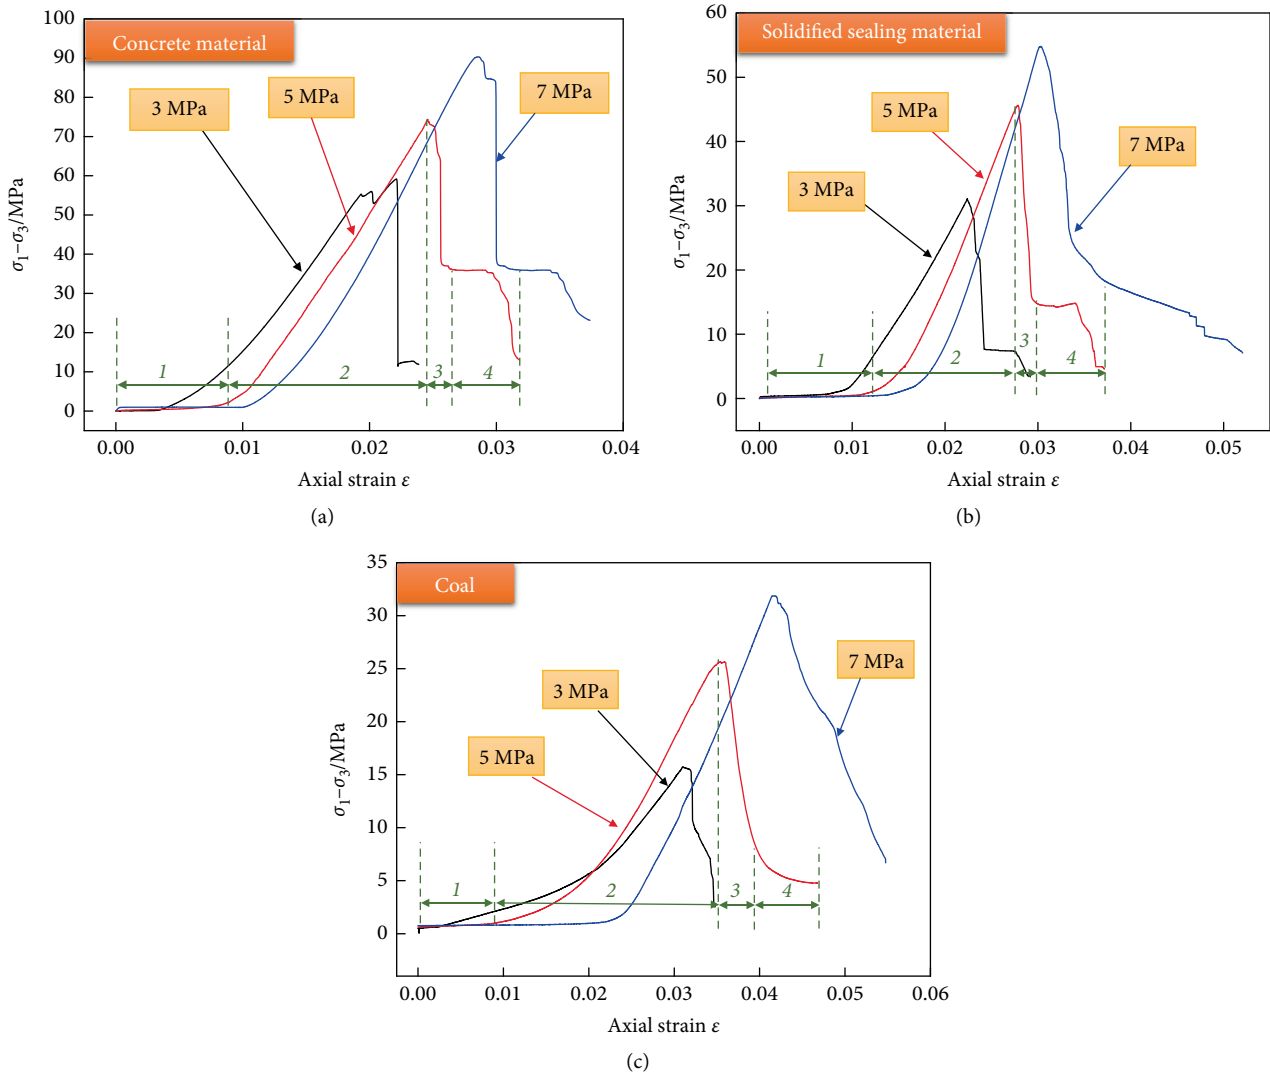 Concrete material
3 MPa
5 MPa
7 MPa
σ1–σ3/MPa
100
90
80
70
60
50
40
30
20
10
0
1
2
3
4
0.00
0.01
0.02
0.03
0.04
Axial strain ε
(a)
Solidified sealing material
5 MPa
7 MPa
3 MPa
σ1–σ3/MPa
60
50
40
30
20
10
0
1
2
3
4
0.00
0.01
0.02
0.03
0.04
0.05
Axial strain ε
(b)
Coal
7 MPa
3 MPa
5 MPa
σ1–σ3/MPa
35
30
25
20
15
10
5
0
1
2
3
4
0.00
0.01
0.02
0.03
0.04
0.05
0.06
Axial strain ε
(c)